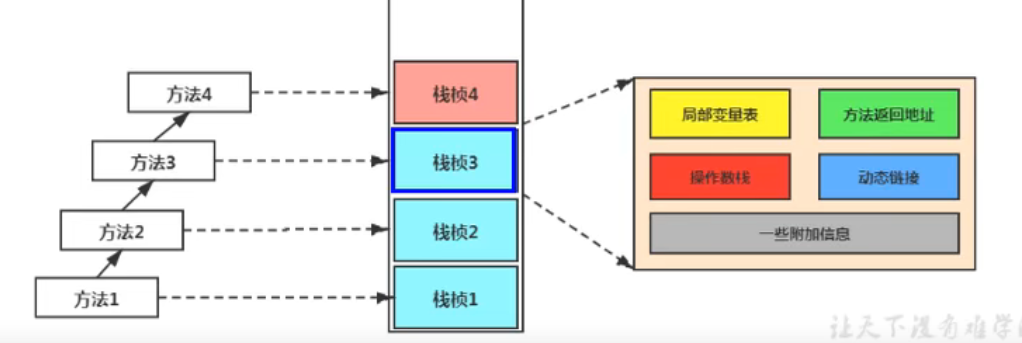 方法4
栈桢4
局部变量表
方法返回地址
方法3
栈桢3
操作数栈
动态链接
方法2
栈桢2
一些附加信息
方法1
栈桢1
让天下没有难学